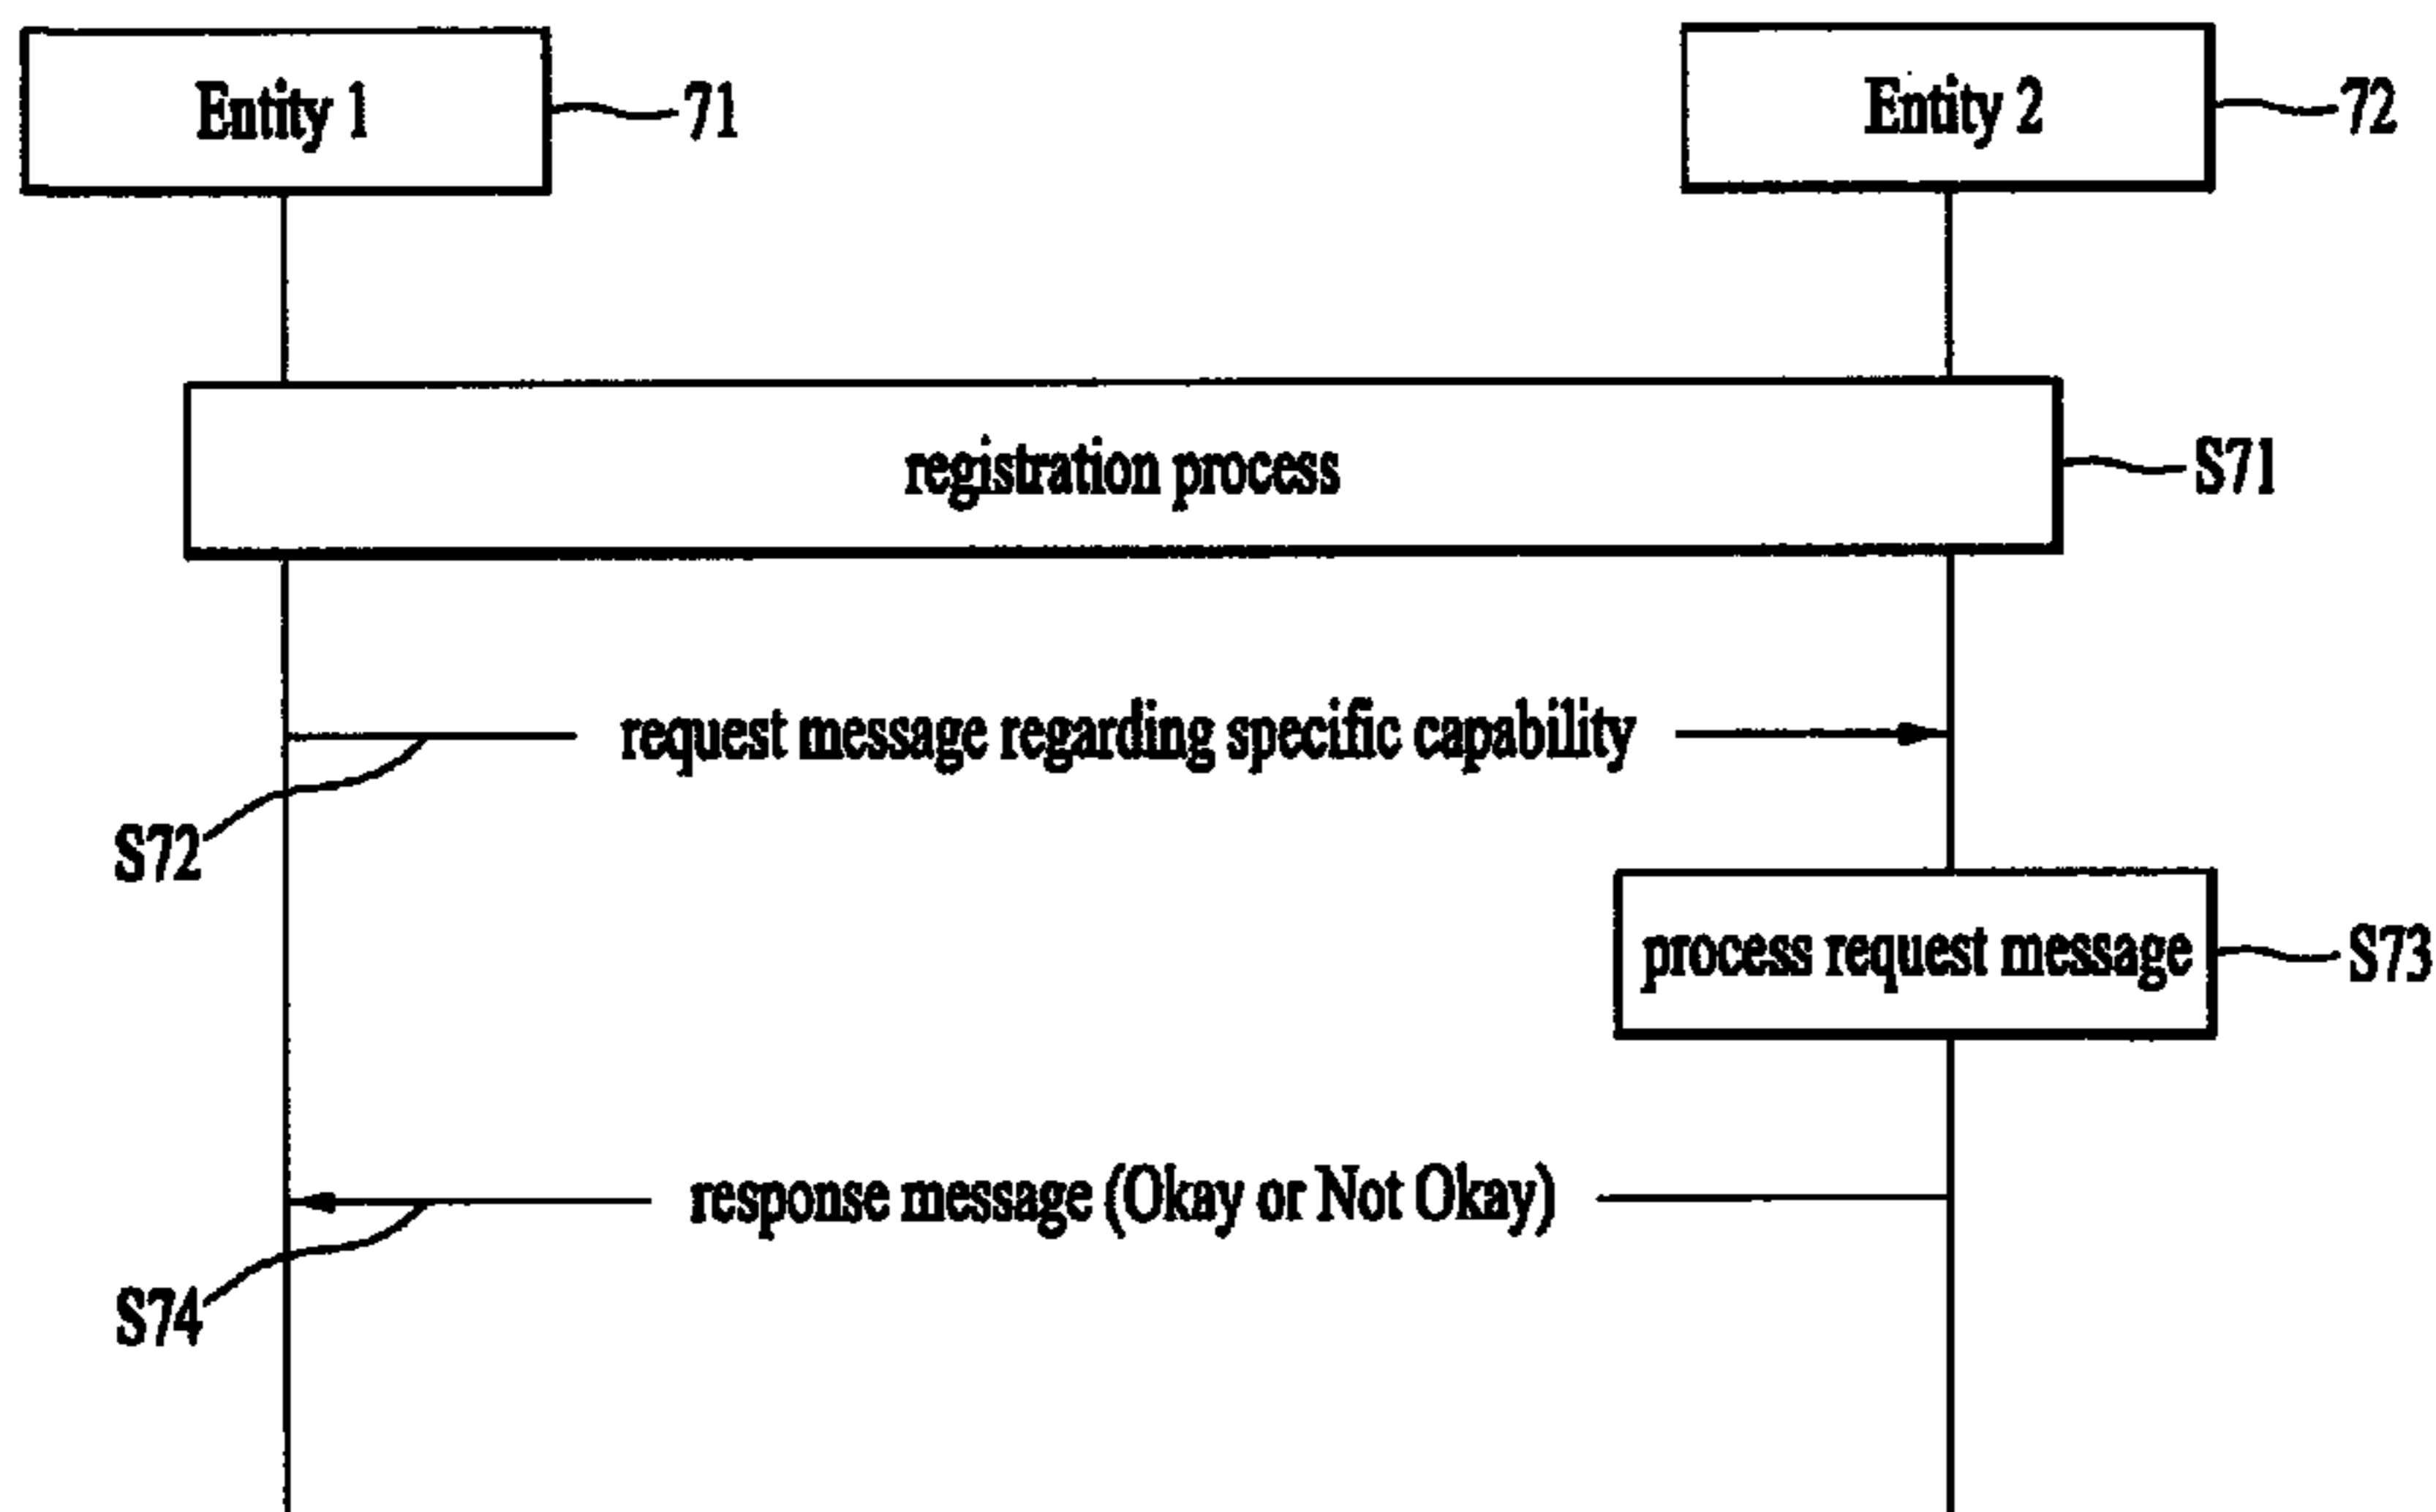 Entity 1
71
Entity 2
72
registration process
S71
request message regarding specific capability
S72
process request message
S73
response message (Okay or Not Okay)
S74